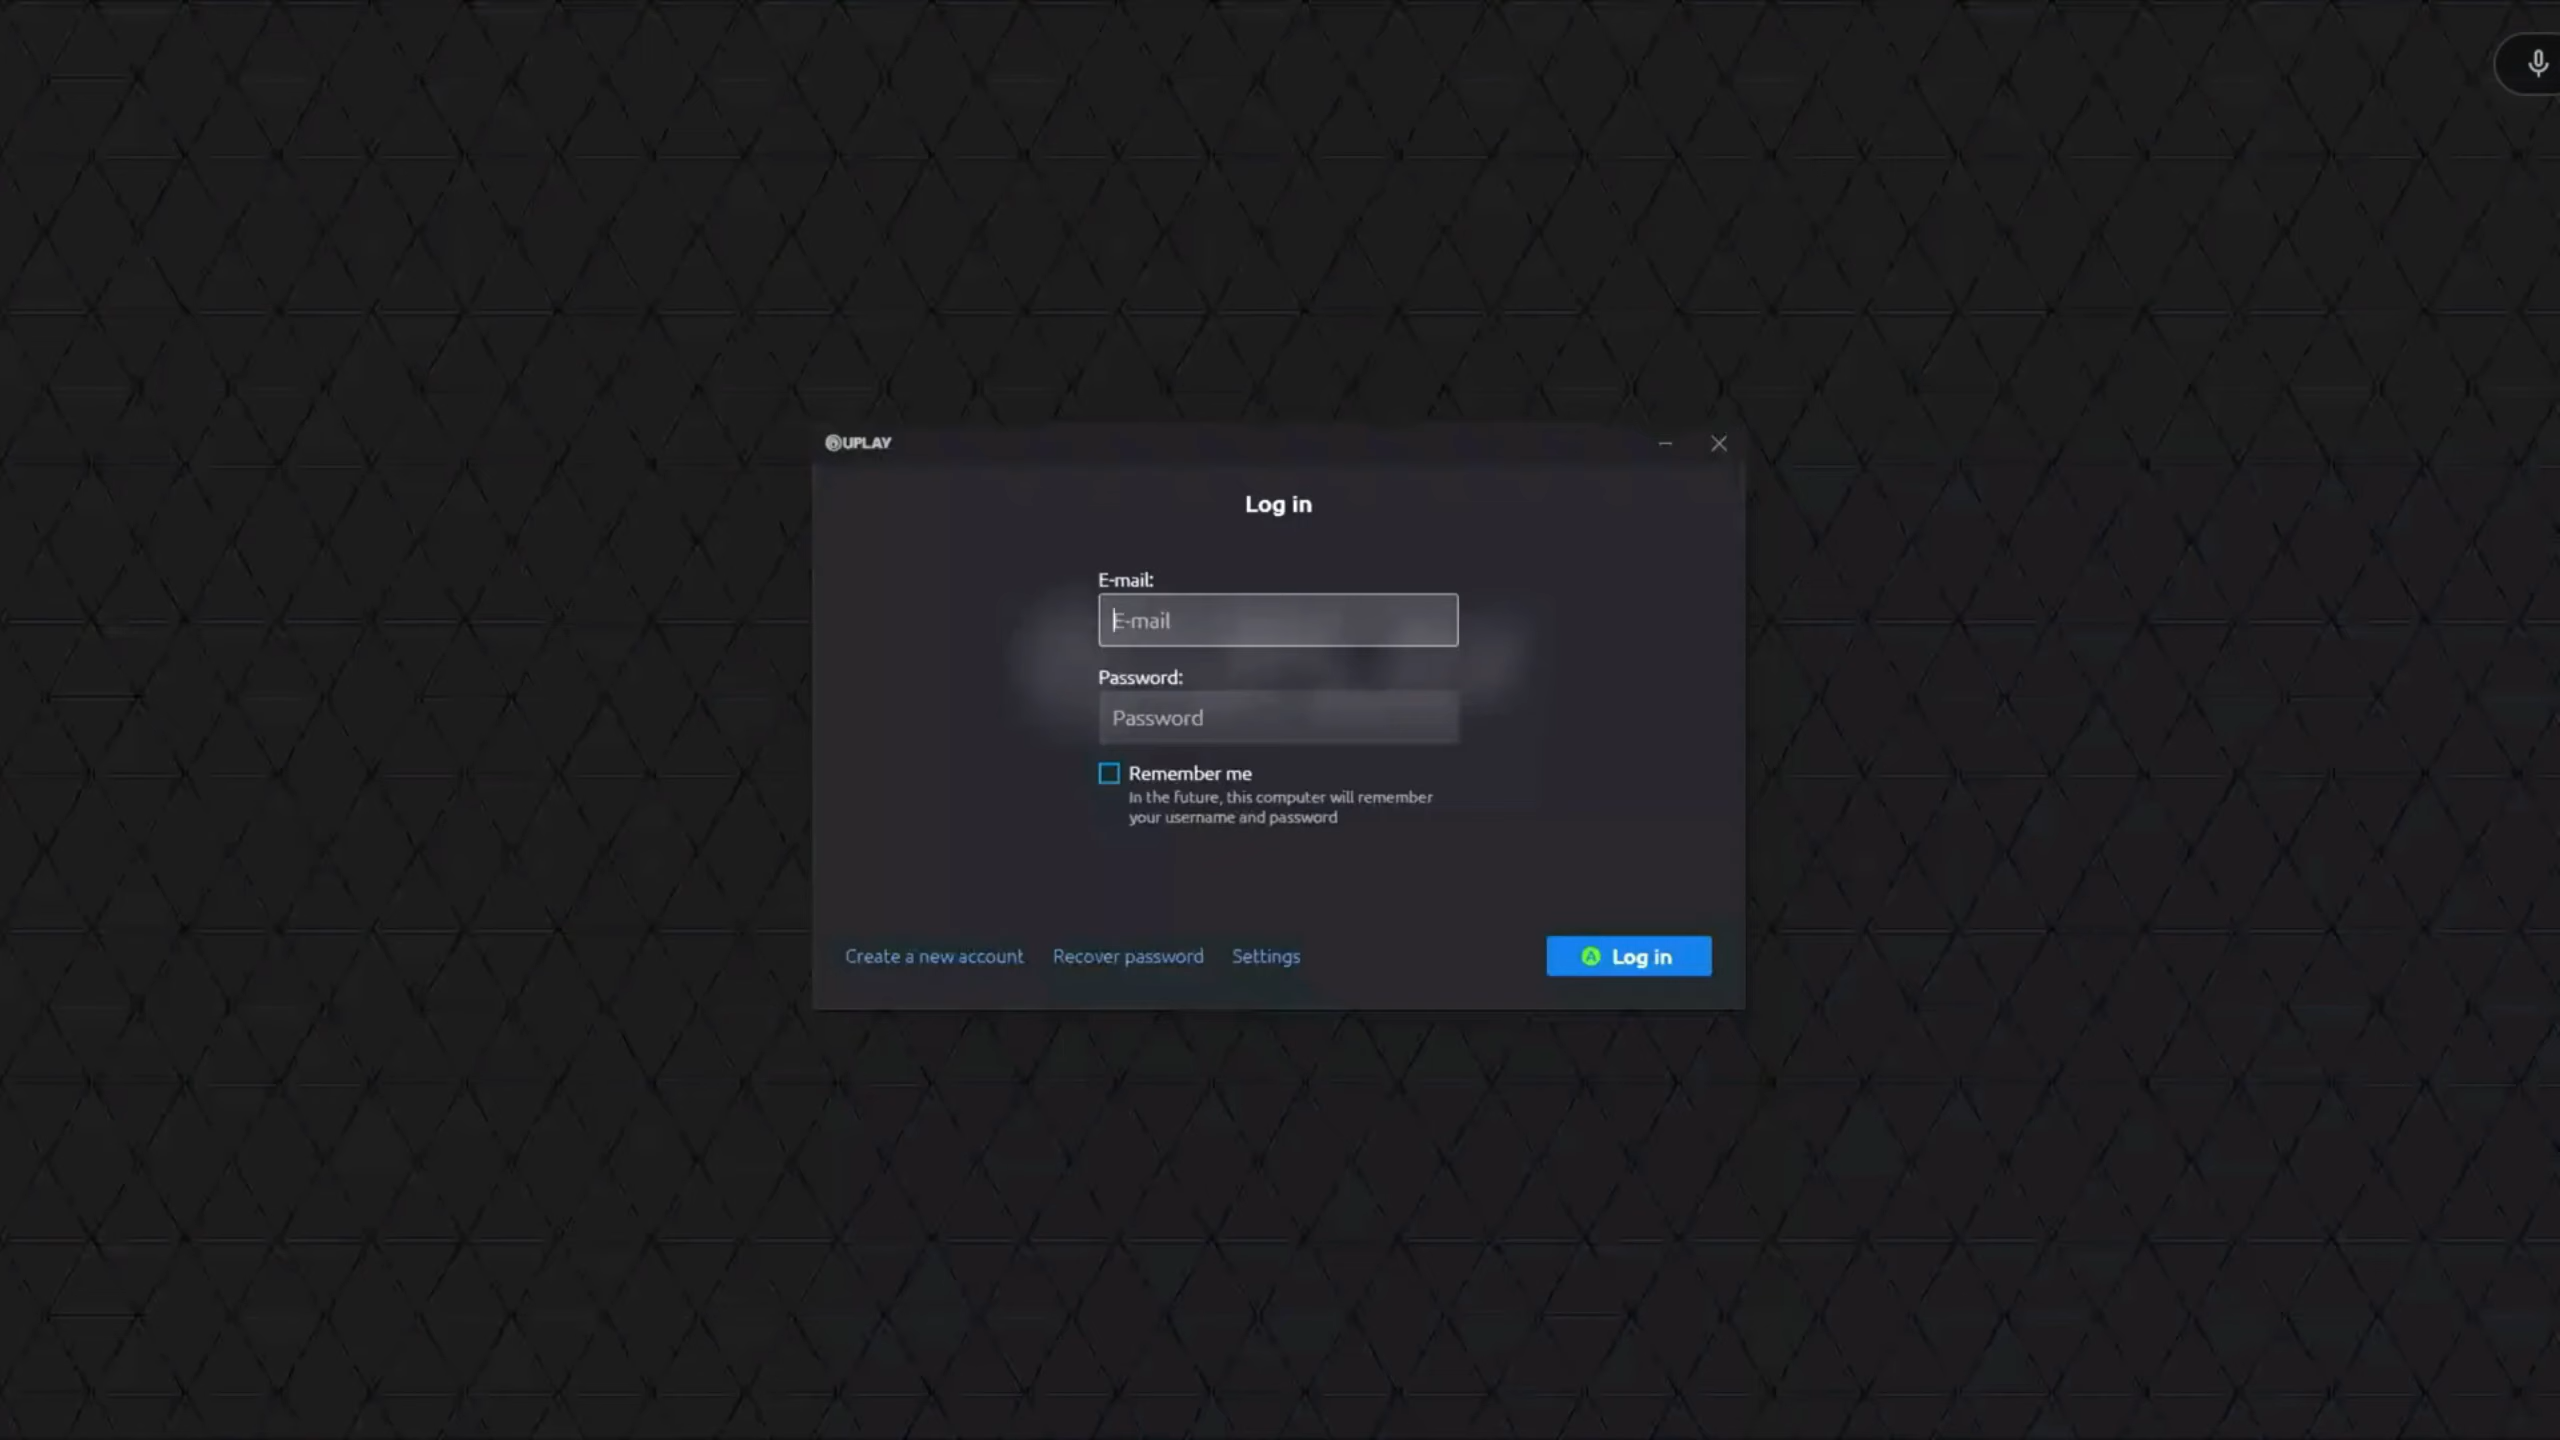 UPLAY
Log in
E-mail:
E-mail
Password:
Password
Remember me
In the future, this computer will remember
your username and password
Create a new account Recover password Settings
A Log in